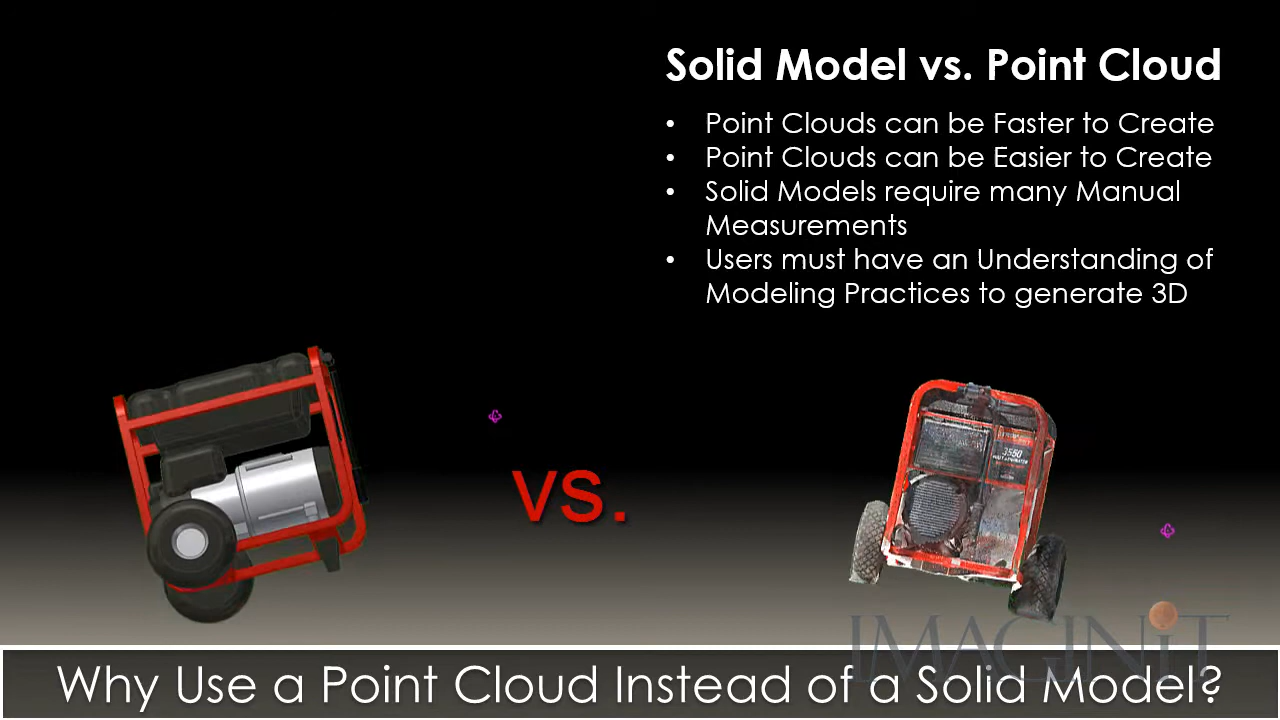 Solid Model vs. Point Cloud
• Point Clouds can be Faster to Create
• Point Clouds can be Easier to Create
• Solid Models require many Manual
Measurements
• Users must have an Understanding of
Modeling Practices to generate 3D
vs.
3550
IMAGINiT
Why Use a Point Cloud Instead of a Solid Model?